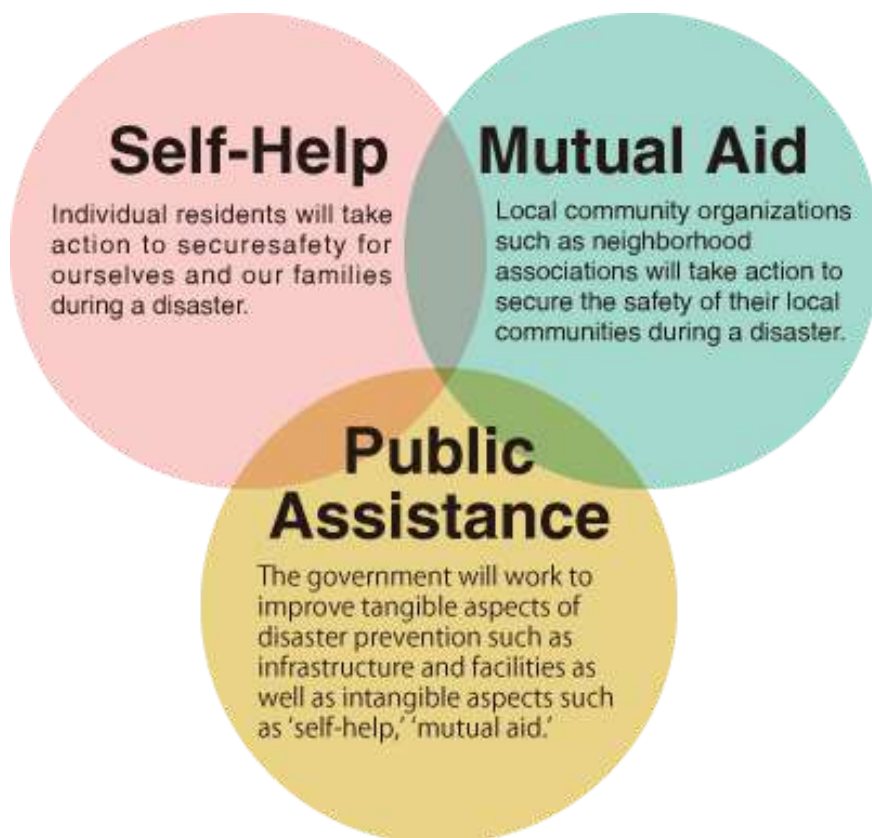 Self-Help
Individual residents will take
action to securesafety for
ourselves and our families
during a disaster.
Mutual Aid
Local community organizations
such as neighborhood
associations will take action to
secure the safety of their local
communities during a disaster.
Public
Assistance
The government will work to
improve tangible aspects of
disaster prevention such as
infrastructure and facilities as
well as intangible aspects such
as ‘self-help,’ ‘mutual aid.’